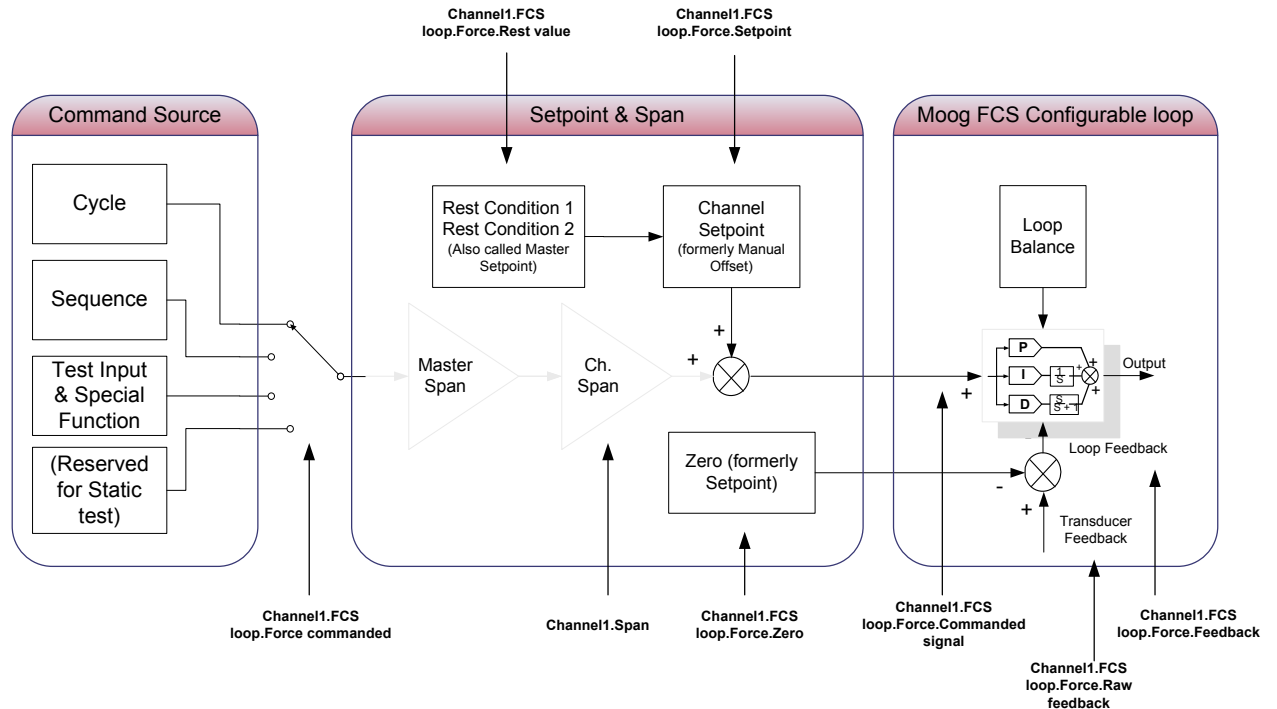 Channel1.FCS
loop.Force.Rest value
Channel1.FCS
loop.Force.Setpoint
Command Source
Setpoint & Span
Moog FCS Configurable loop
Cycle
Sequence
Test Input
& Special
Function
(Reserved
for Static
test)
Rest Condition 1
Rest Condition 2
(Also called Master
Setpoint)
Channel
Setpoint
(formerly Manual
Offset)
Loop
Balance
+
Master
Span
Ch.
Span
+
+
P
I
D
1
S
S
S + 1
+
+
+
Output
-
Loop Feedback
Zero (formerly
Setpoint)
-
+
Transducer
Feedback
Channel1.FCS
loop.Force commanded
Channel1.Span
Channel1.FCS
loop.Force.Zero
Channel1.FCS
loop.Force.Commanded
signal
Channel1.FCS
loop.Force.Feedback
Channel1.FCS
loop.Force.Raw
feedback